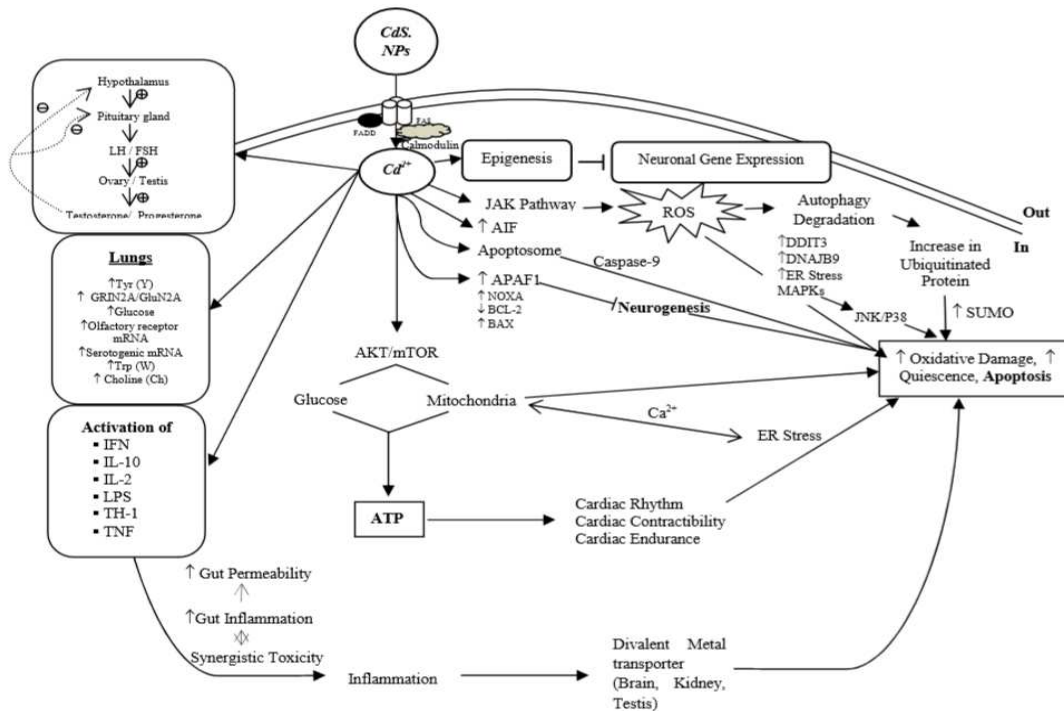 CdS.
NPs
FADD
FAL
Calmodulin
Cd²⁺
Hypothalamus
⊕
⊖
Pituitary gland
⊖
LH / FSH
⊕
Ovary / Testis
⊕
Testosterone/ Progesterone
Epigenesis
Neuronal Gene Expression
JAK Pathway
ROS
Autophagy
Degradation
Out
In
↑ AIF
Apoptosome
Caspase-9
↑DDIT3
↑DNAJB9
↑ER Stress
MAPKs
Increase in
Ubiquitinated
Protein
↑ APAF1
↑ NOXA
↓ BCL-2
↑ BAX
Neurogenesis
JNK/P38
↑ SUMO
Lungs
↑Tyr (Y)
↑ GRIN2A/GluN2A
↑Glucose
↑Olfactory receptor
mRNA
↑Serotogenic mRNA
↑Trp (W)
↑ Choline (Ch)
AKT/mTOR
Glucose
Mitochondria
↑ Oxidative Damage, ↑
Quiescence, Apoptosis
Ca²⁺
ER Stress
Activation of
▪ IFN
▪ IL-10
▪ IL-2
▪ LPS
▪ TH-1
▪ TNF
ATP
Cardiac Rhythm
Cardiac Contractibility
Cardiac Endurance
↑ Gut Permeability
↑Gut Inflammation
Synergistic Toxicity
Inflammation
Divalent Metal
transporter
(Brain, Kidney,
Testis)